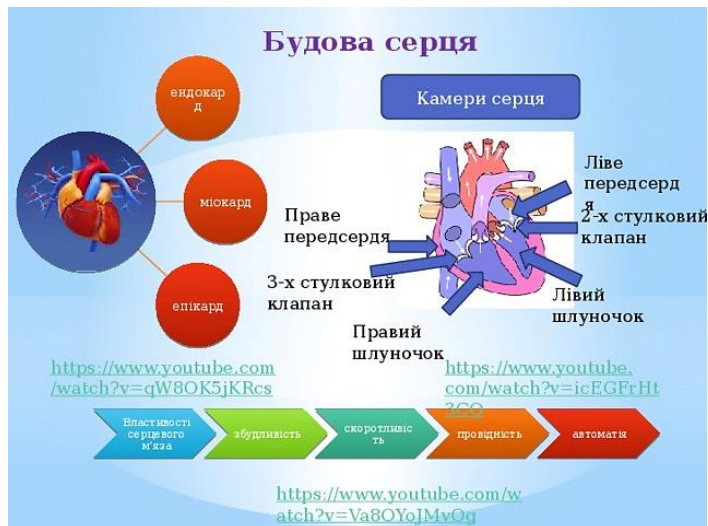 Будова серця
ендокар
д
міокард
епікард
Камери серця
Ліве
передсерд
я
2-х стулковий
клапан
Праве
передсердя
3-х стулковий
клапан
Правий
шлуночок
Лівий
шлуночок
https://www.youtube.com
/watch?v=qW8OK5jKRcs
https://www.youtube.
com/watch?v=icEGFrHt
3CQ
Властивості
серцевого
м'яза
збудливість
скоротливіс
ть
провідність
автоматія
https://www.youtube.com/w
atch?v=Va8OYoJMvOg